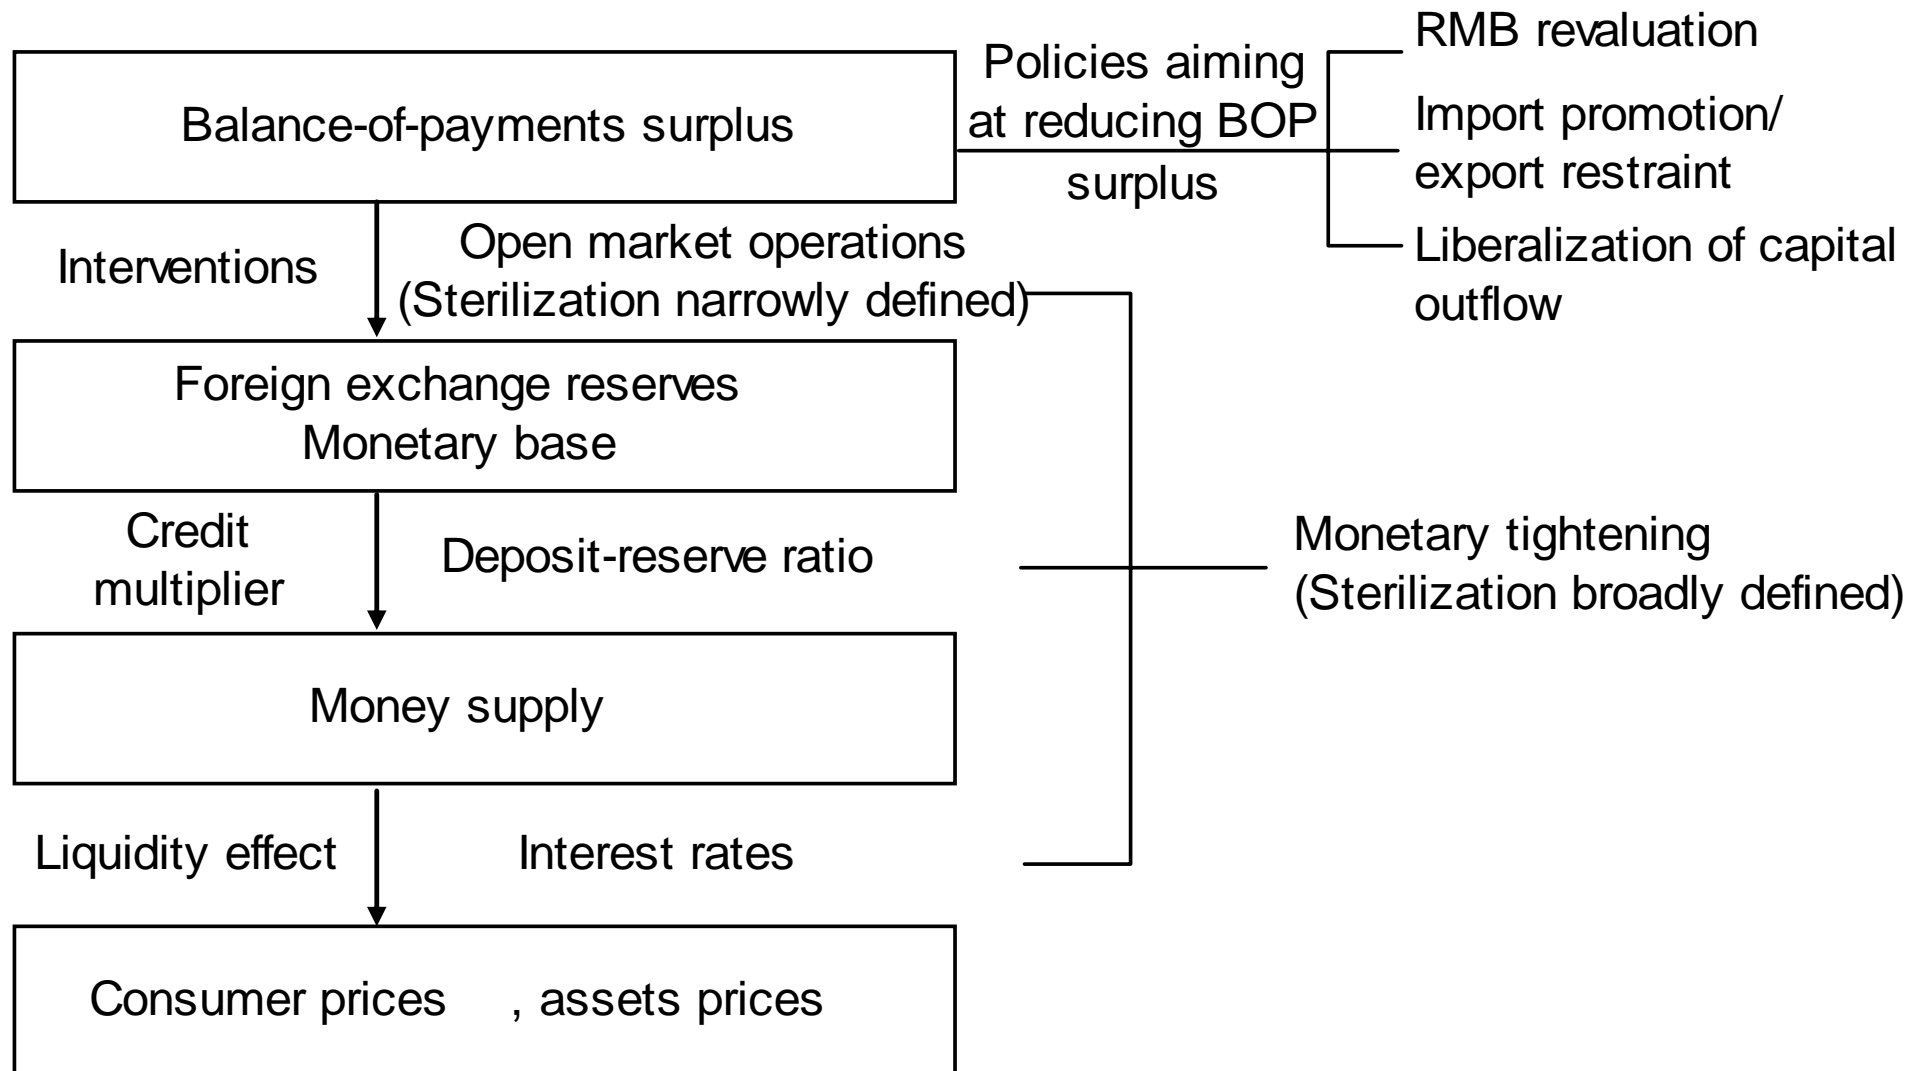 Balance-of-payments surplus
Policies aiming
at reducing BOP
surplus
RMB revaluation
Import promotion/
export restraint
Liberalization of capital
outflow
Interventions
Open market operations
(Sterilization narrowly defined)
Foreign exchange reserves
Monetary base
Credit
multiplier
Deposit-reserve ratio
Monetary tightening
(Sterilization broadly defined)
Money supply
Liquidity effect
Interest rates
Consumer prices , assets prices